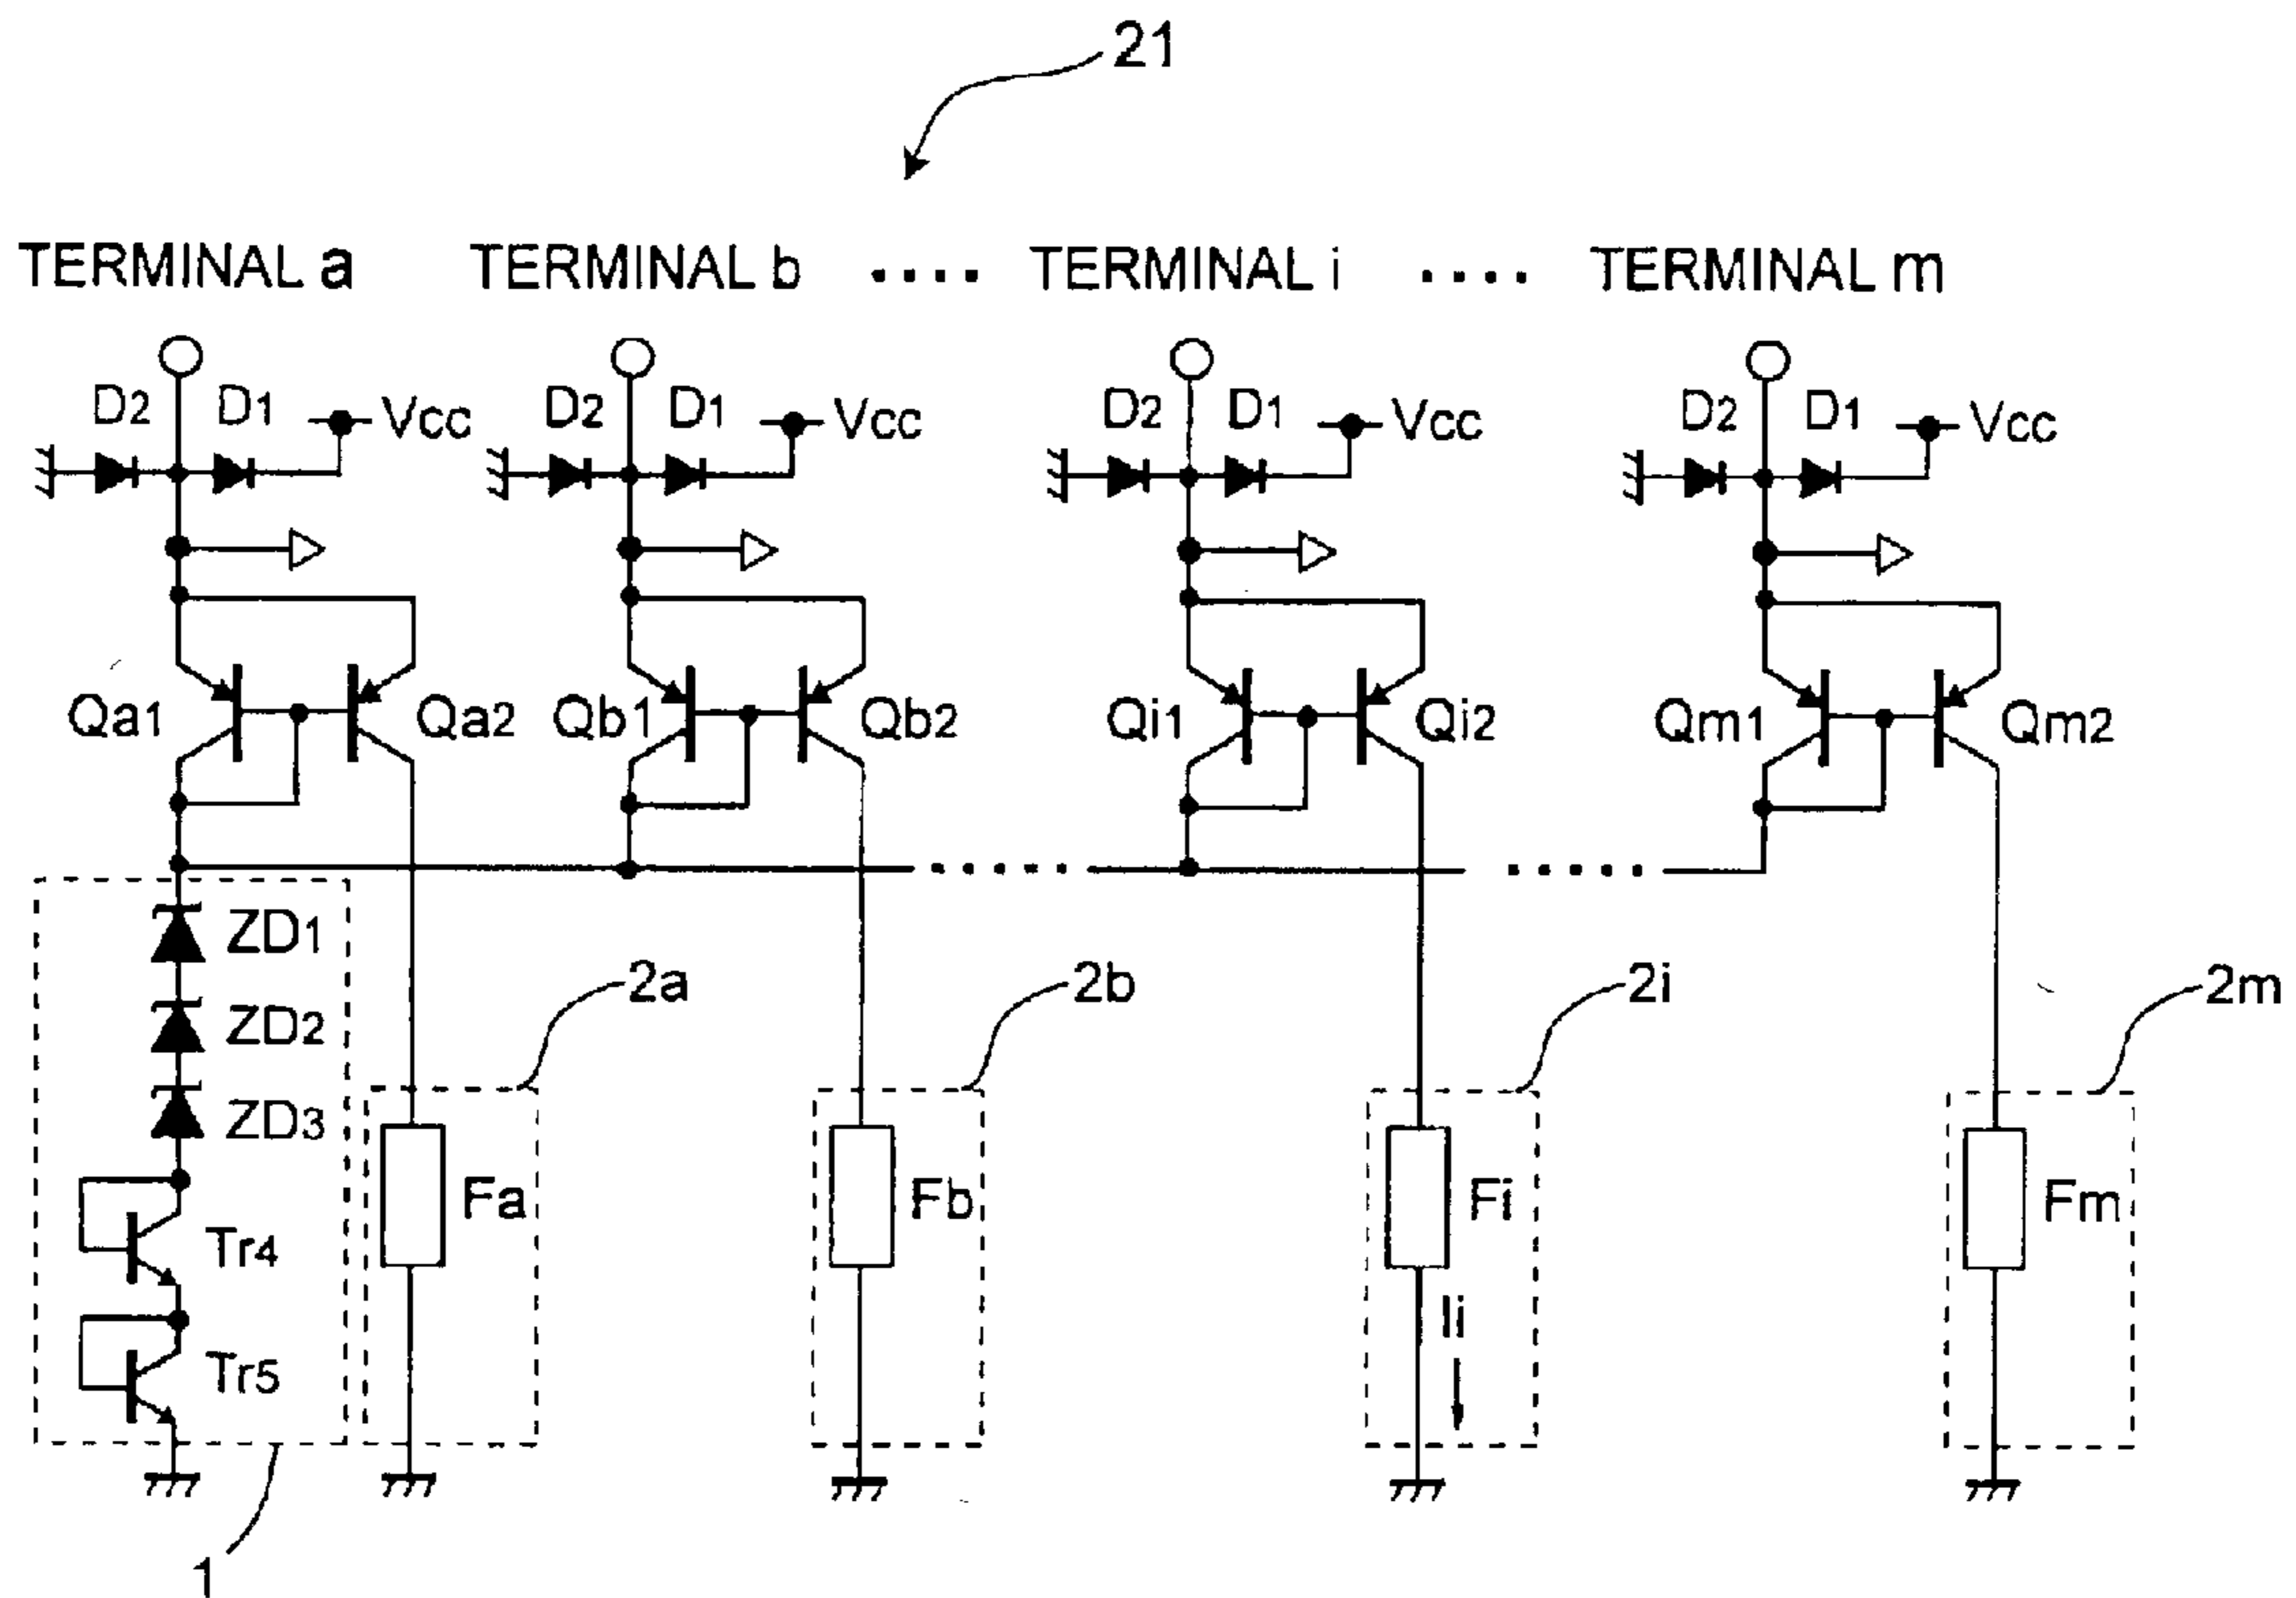 21
TERMINAL a TERMINAL b .... TERMINAL i .... TERMINAL m
D2 D1 Vcc D2 D1 Vcc D2 D1 Vcc D2 D1 Vcc
Qa1 Qa2 Qb1 Qb2 Qi1 Qi2 Qm1 Qm2
..... .....
ZD1
2a 2b 2i 2m
ZD2
ZD3
Fa Fb Fi Fm
Tr4
Ii
Tr5
1